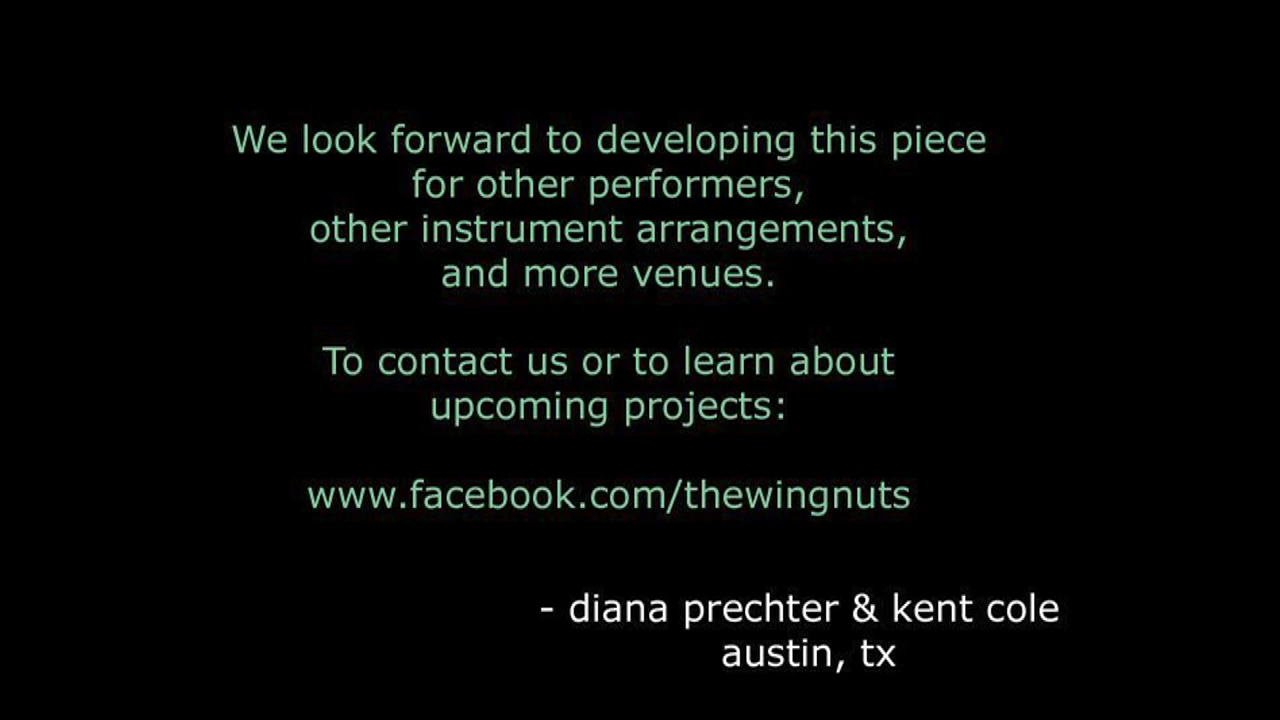 We look forward to developing this piece
for other performers,
other instrument arrangements,
and more venues.
To contact us or to learn about
upcoming projects:
www.facebook.com/thewingnuts
- diana prechter & kent cole
austin, tx